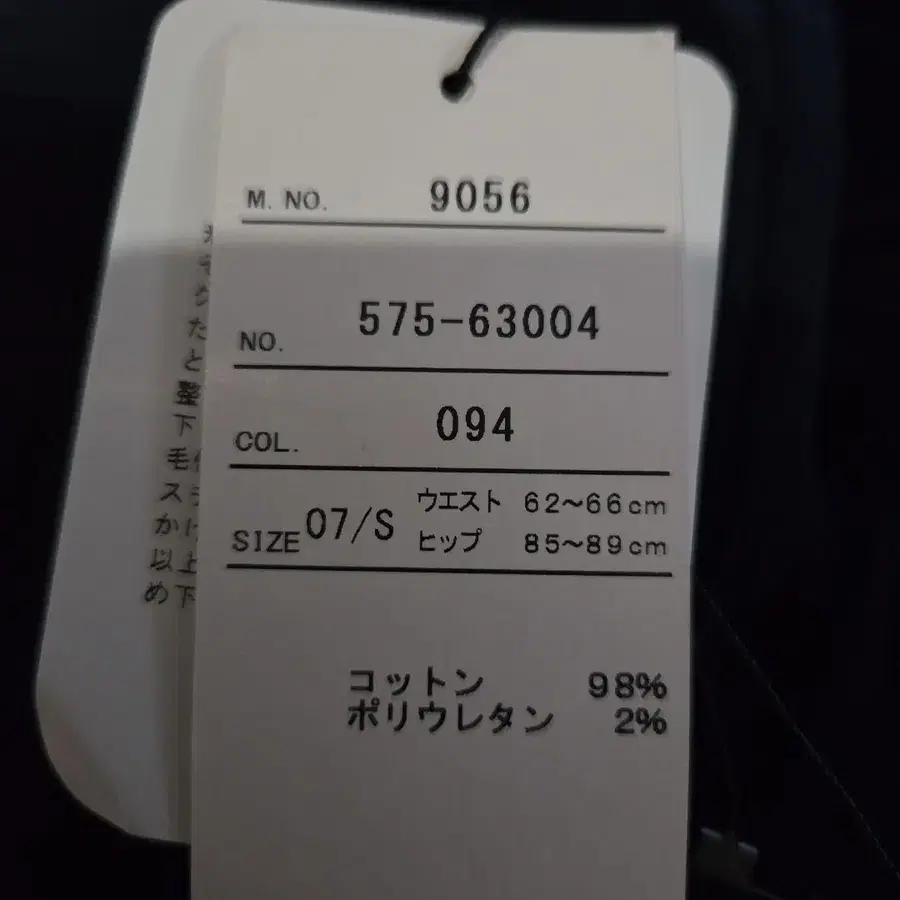 M. NO. 9056
NO. 575-63004
COL. 094
SIZE 07/S ウエスト 62～66cm
ヒップ 85～89cm
コットン 98%
ポリウレタン 2%